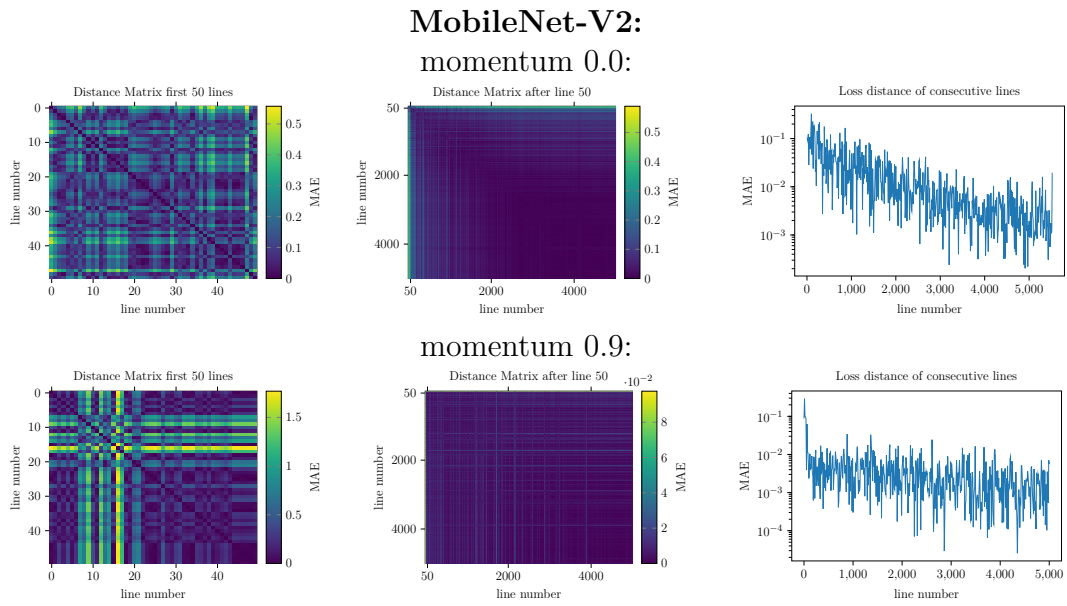 MobileNet-V2:
momentum 0.0:
Distance Matrix first 50 lines
0
10
20
30
40
line number
0
10
20
30
40
line number
0.5
0.4
0.3
0.2
0.1
0
MAE
Distance Matrix after line 50
50
2000
4000
line number
50
2000
4000
line number
0.5
0.4
0.3
0.2
0.1
0
MAE
Loss distance of consecutive lines
10⁻¹
10⁻²
10⁻³
MAE
0
1,000
2,000
3,000
4,000
5,000
line number
momentum 0.9:
Distance Matrix first 50 lines
0
10
20
30
40
line number
0
10
20
30
40
line number
1.5
1
0.5
0
MAE
Distance Matrix after line 50
50
2000
4000
line number
50
2000
4000
line number
·10⁻²
8
6
4
2
0
MAE
Loss distance of consecutive lines
10⁻¹
10⁻²
10⁻³
10⁻⁴
MAE
0
1,000
2,000
3,000
4,000
5,000
line number